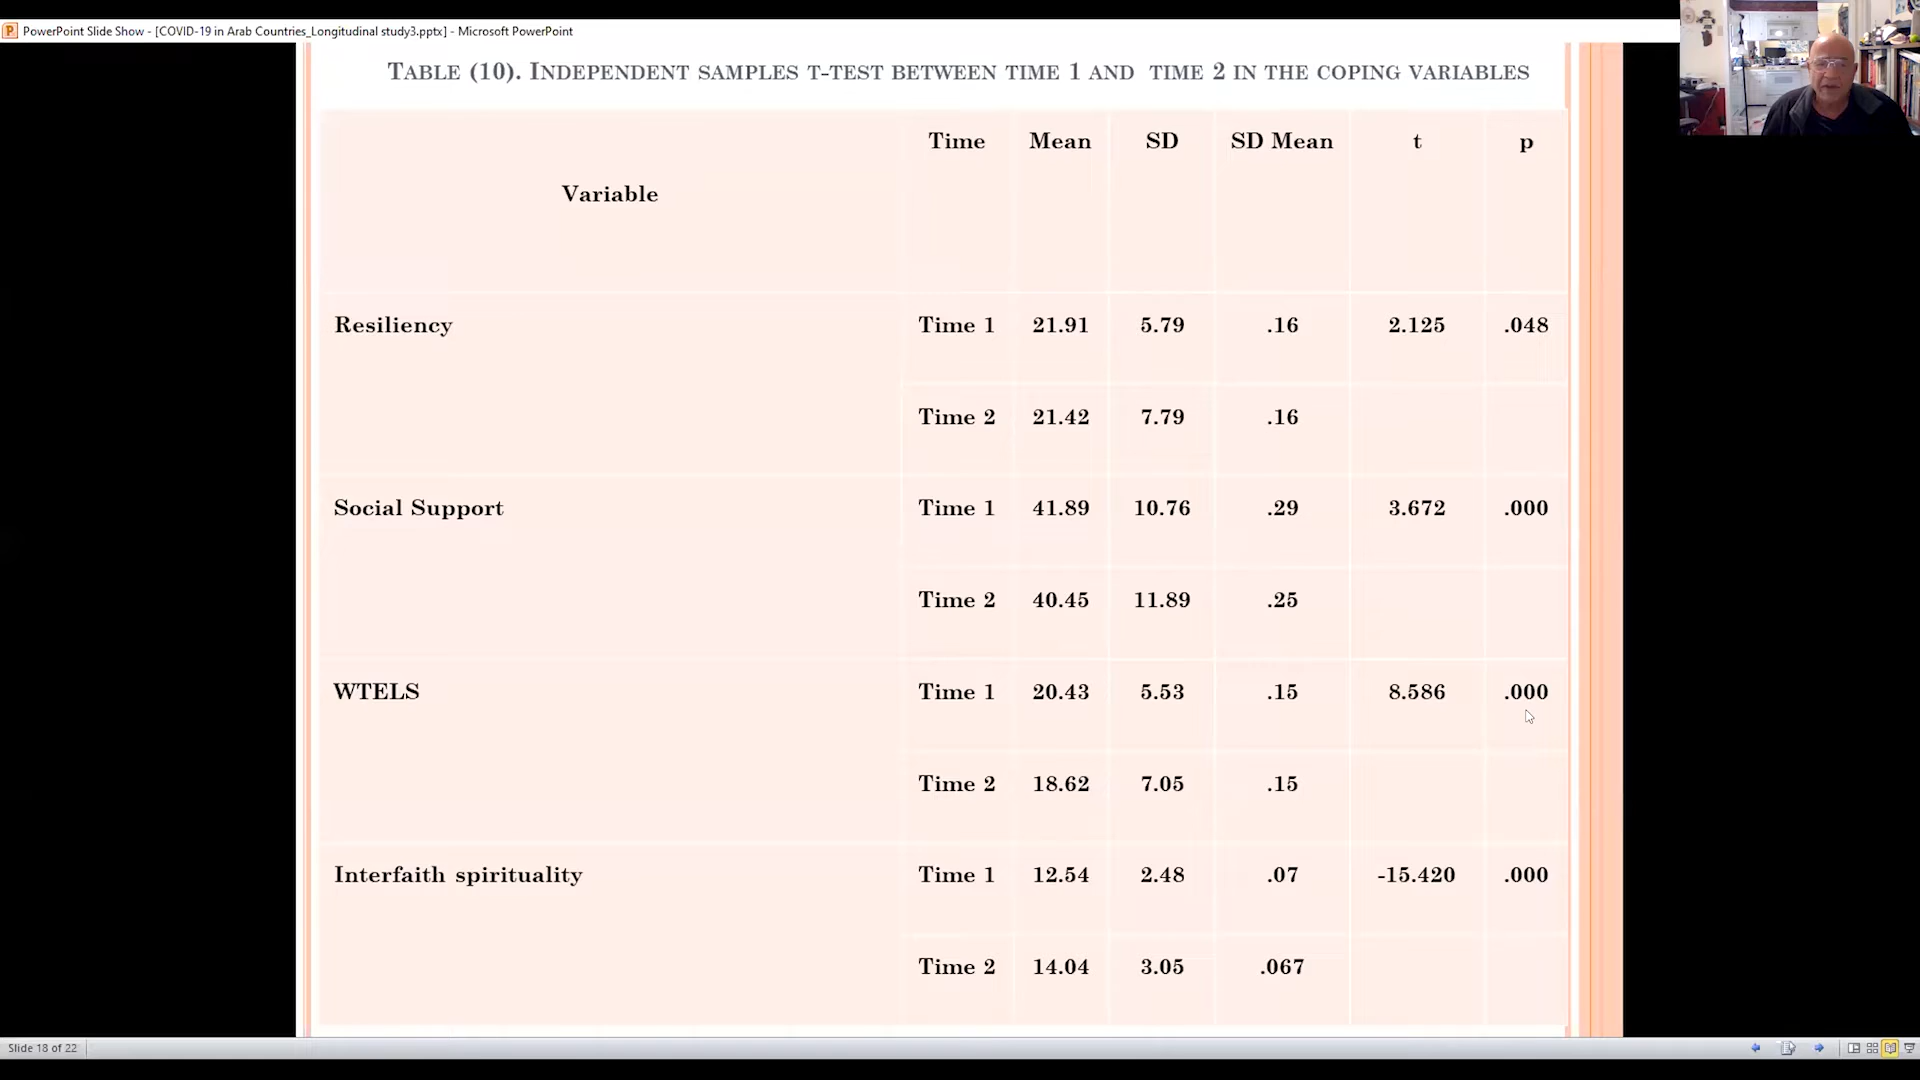 PowerPoint Slide Show - [COVID-19 in Arab Countries_Longitudinal study3.pptx] - Microsoft PowerPoint
TABLE (10). INDEPENDENT SAMPLES T-TEST BETWEEN TIME 1 AND TIME 2 IN THE COPING VARIABLES
Variable Time Mean SD SD Mean t p
Resiliency Time 1 21.91 5.79 .16 2.125 .048
Time 2 21.42 7.79 .16
Social Support Time 1 41.89 10.76 .29 3.672 .000
Time 2 40.45 11.89 .25
WTELS Time 1 20.43 5.53 .15 8.586 .000
Time 2 18.62 7.05 .15
Interfaith spirituality Time 1 12.54 2.48 .07 -15.420 .000
Time 2 14.04 3.05 .067
Slide 18 of 22